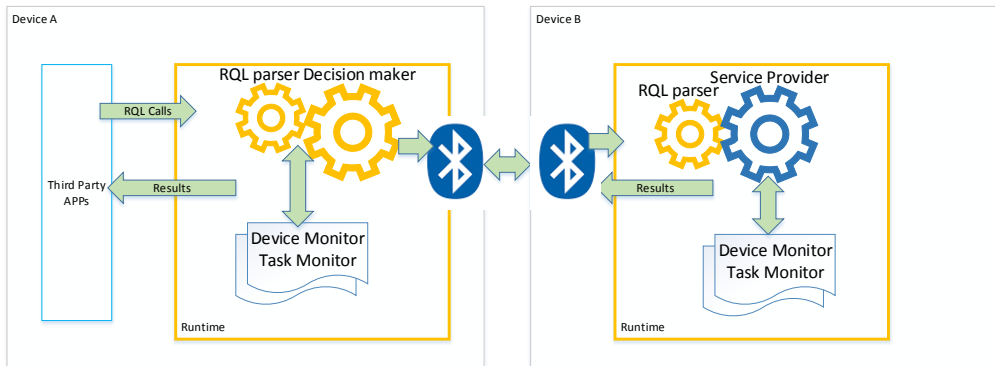 Device A
Device B
RQL parser Decision maker
Service Provider
RQL parser
RQL Calls
Third Party
APPs
Results
Results
Device Monitor
Task Monitor
Device Monitor
Task Monitor
Runtime
Runtime